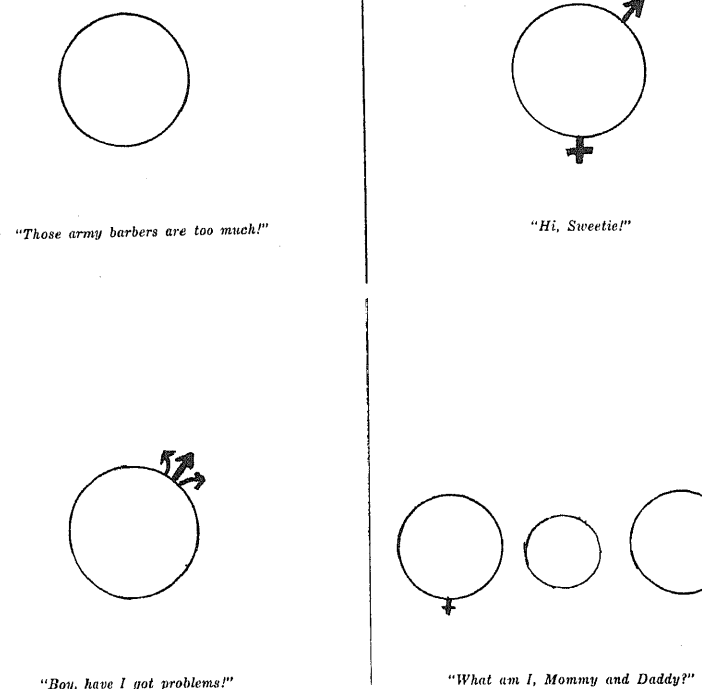 "Those army barbers are too much!"
"Hi, Sweetie!"
"Boy, have I got problems!"
"What am I, Mommy and Daddy?"